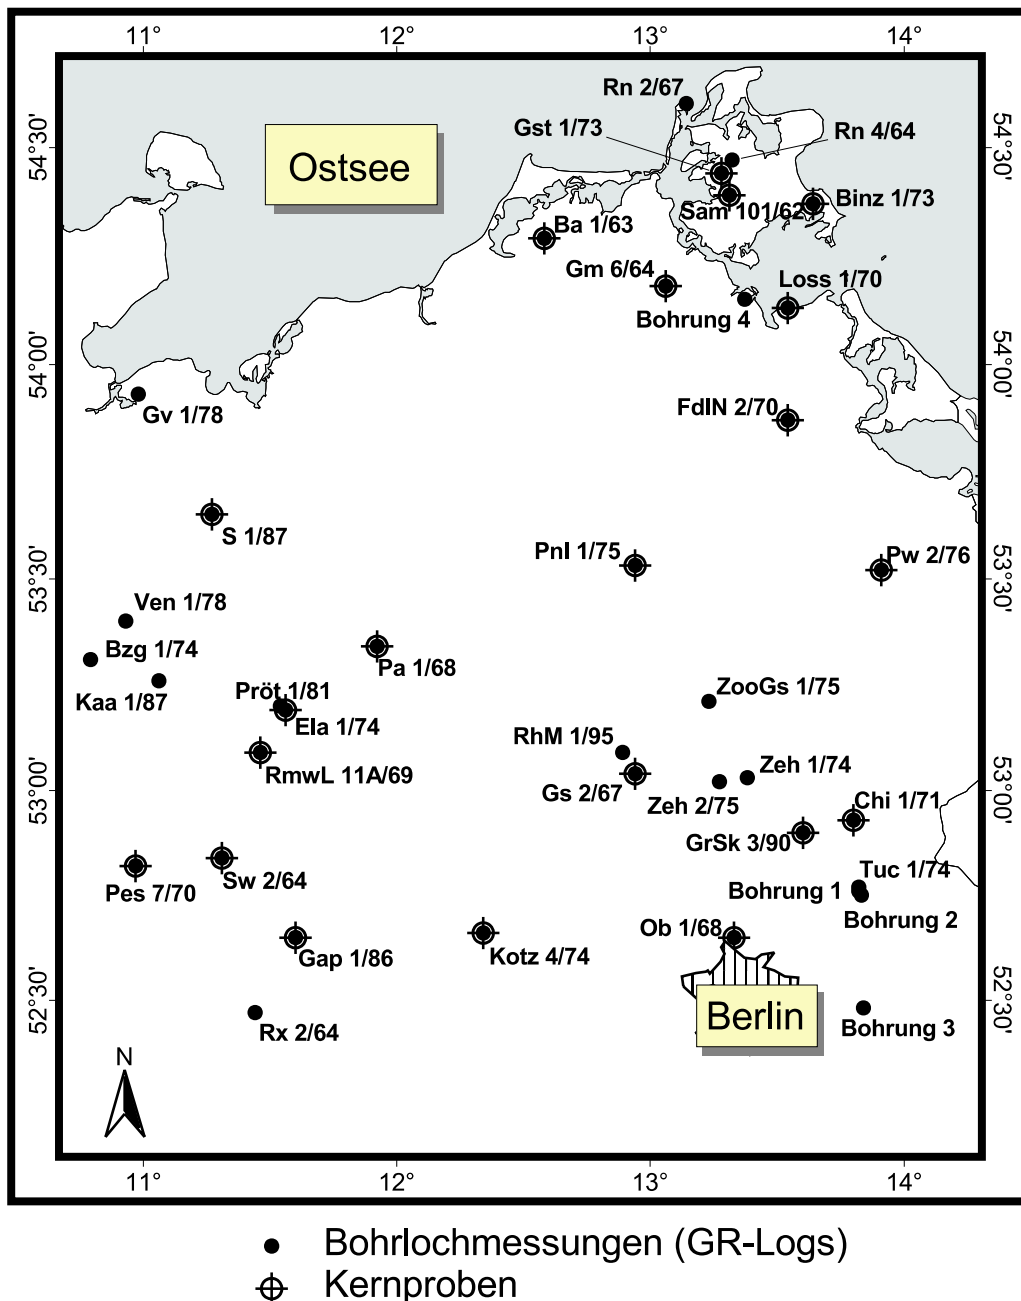 11°
12°
13°
14°
Rn 2/67
Gst 1/73
Rn 4/64
54°30'
54°30'
Ostsee
Sam 101/62
Binz 1/73
Ba 1/63
Gm 6/64
Loss 1/70
Bohrung 4
54°00'
54°00'
Gv 1/78
FdlN 2/70
S 1/87
Pnl 1/75
Pw 2/76
53°30'
53°30'
Ven 1/78
Bzg 1/74
Pa 1/68
Kaa 1/87
Pröt 1/81
ZooGs 1/75
Ela 1/74
RhM 1/95
RmwL 11A/69
Zeh 1/74
Gs 2/67
Zeh 2/75
53°00'
53°00'
Chi 1/71
GrSk 3/90
Tuc 1/74
Pes 7/70
Sw 2/64
Bohrung 1
Bohrung 2
Ob 1/68
Gap 1/86
Kotz 4/74
52°30'
52°30'
Berlin
Rx 2/64
Bohrung 3
N
11°
12°
13°
14°
Bohrlochmessungen (GR-Logs)
Kernproben